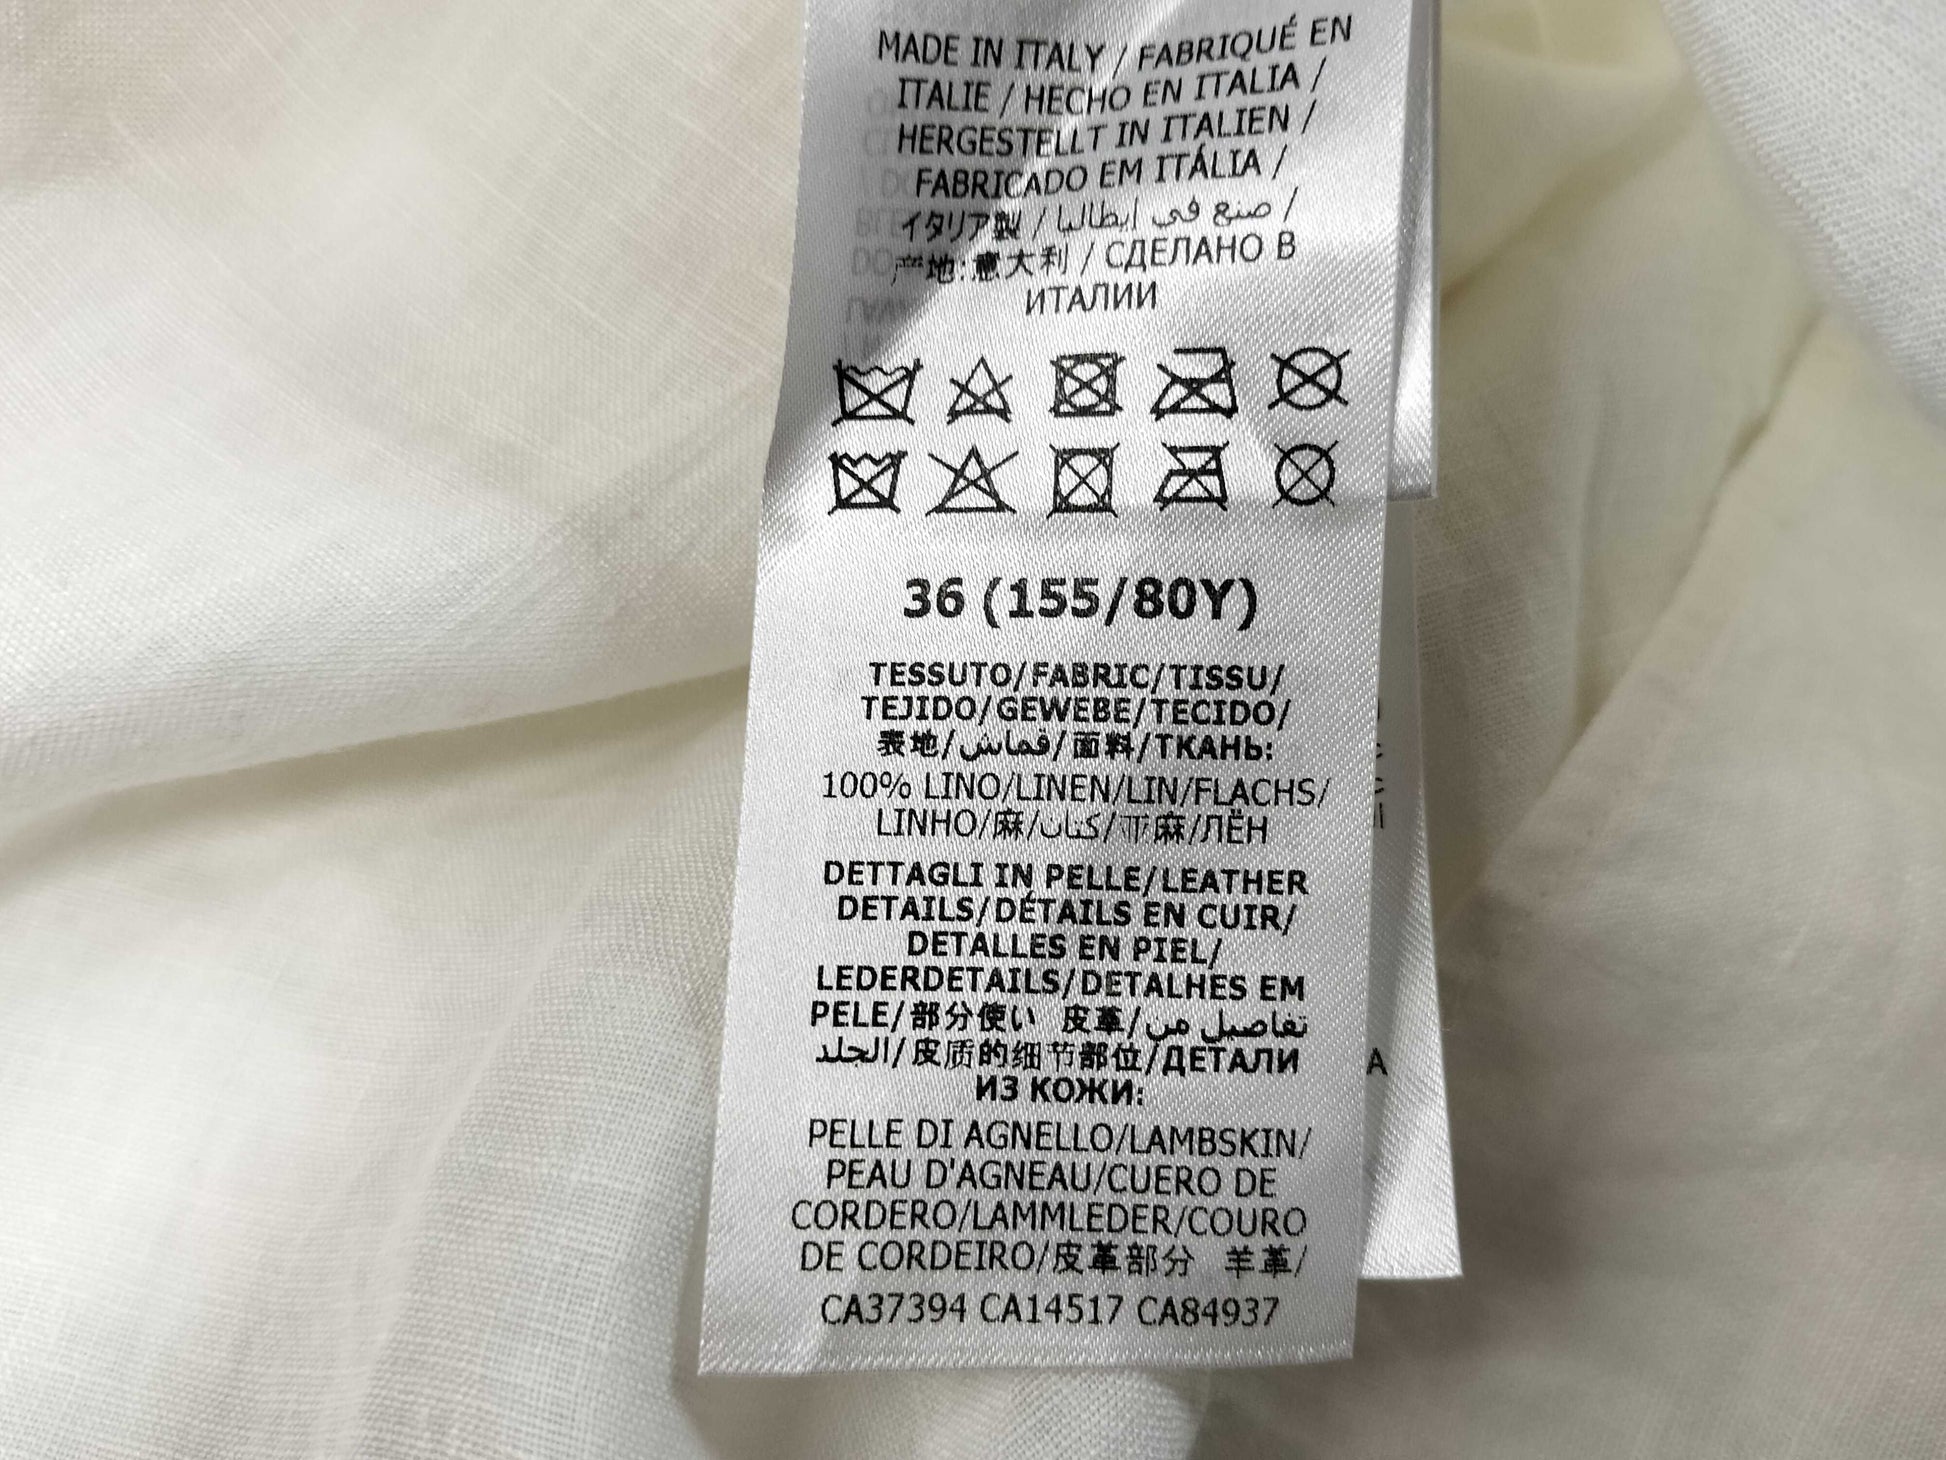 MADE IN ITALY / FABRIQUÉ EN
ITALIE / HECHO EN ITALIA /
HERGESTELLT IN ITALIEN /
FABRICADO EM ITÁLIA /
イタリア製 / صنع في إيطاليا /
产地:意大利 / СДЕЛАНО В
ИТАЛИИ
36 (155/80Y)
TESSUTO/FABRIC/TISSU/
TEJIDO/GEWEBE/TECIDO/
表地/قماش/面料/ТКАНЬ:
100% LINO/LINEN/LIN/FLACHS/
LINHO/麻/كتان/亚麻/ЛЁН
DETTAGLI IN PELLE/LEATHER
DETAILS/DÉTAILS EN CUIR/
DETALLES EN PIEL/
LEDERDETAILS/DETALHES EM
PELE/部分使い 皮革/تفاصيل من
الجلد/皮质的细节部位/ДЕТАЛИ
ИЗ КОЖИ:
PELLE DI AGNELLO/LAMBSKIN/
PEAU D'AGNEAU/CUERO DE
CORDERO/LAMMLEDER/COURO
DE CORDEIRO/皮革部分 羊革/
CA37394 CA14517 CA84937